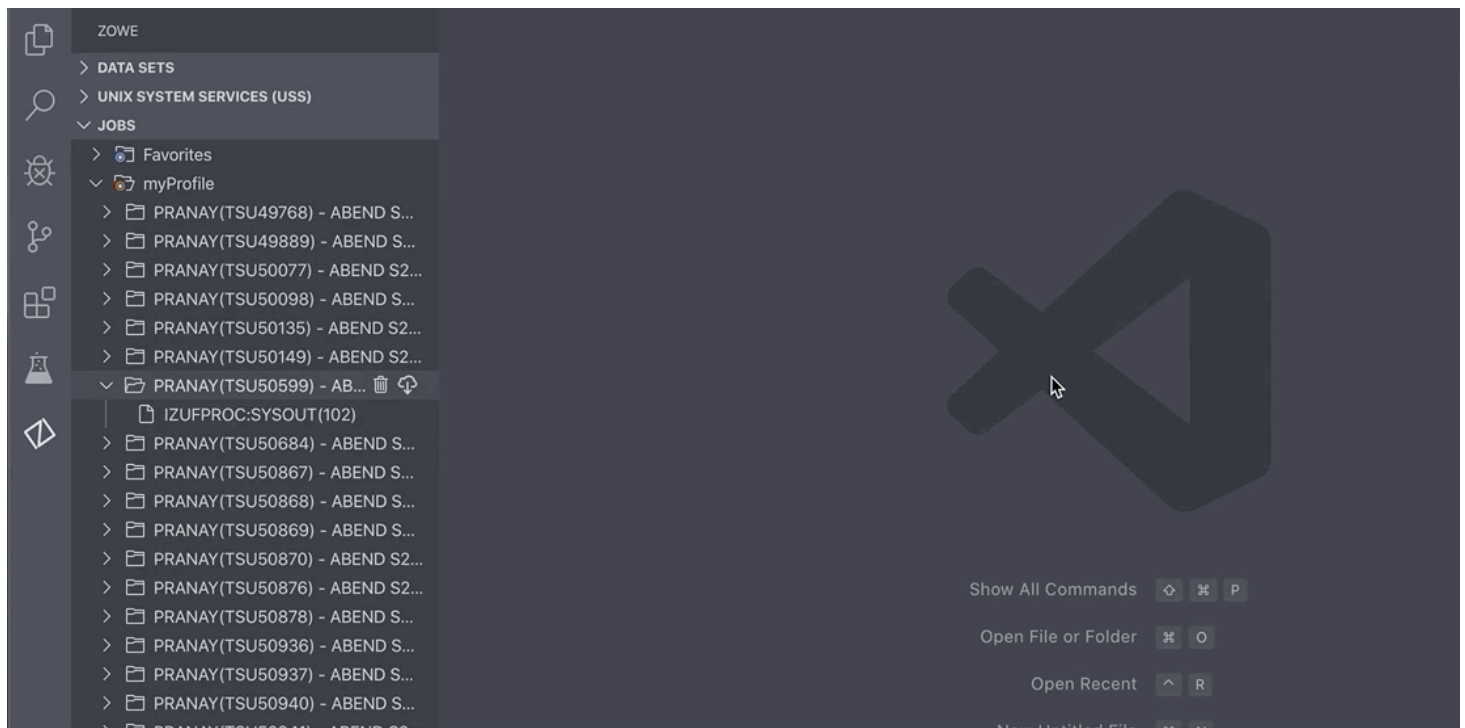 ZOWE
DATA SETS
UNIX SYSTEM SERVICES (USS)
JOBS
Favorites
myProfile
PRANAY(TSU49768) - ABEND S...
PRANAY(TSU49889) - ABEND S...
PRANAY(TSU50077) - ABEND S2...
PRANAY(TSU50098) - ABEND S...
PRANAY(TSU50135) - ABEND S2...
PRANAY(TSU50149) - ABEND S2...
PRANAY(TSU50599) - AB...
IZUFPROC:SYSOUT(102)
PRANAY(TSU50684) - ABEND S...
PRANAY(TSU50867) - ABEND S...
PRANAY(TSU50868) - ABEND S...
PRANAY(TSU50869) - ABEND S...
PRANAY(TSU50870) - ABEND S2...
PRANAY(TSU50876) - ABEND S2...
PRANAY(TSU50878) - ABEND S...
PRANAY(TSU50936) - ABEND S...
PRANAY(TSU50937) - ABEND S...
PRANAY(TSU50940) - ABEND S...
Show All Commands ⇧ ⌘ P
Open File or Folder ⌘ O
Open Recent ^ R
New Untitled File